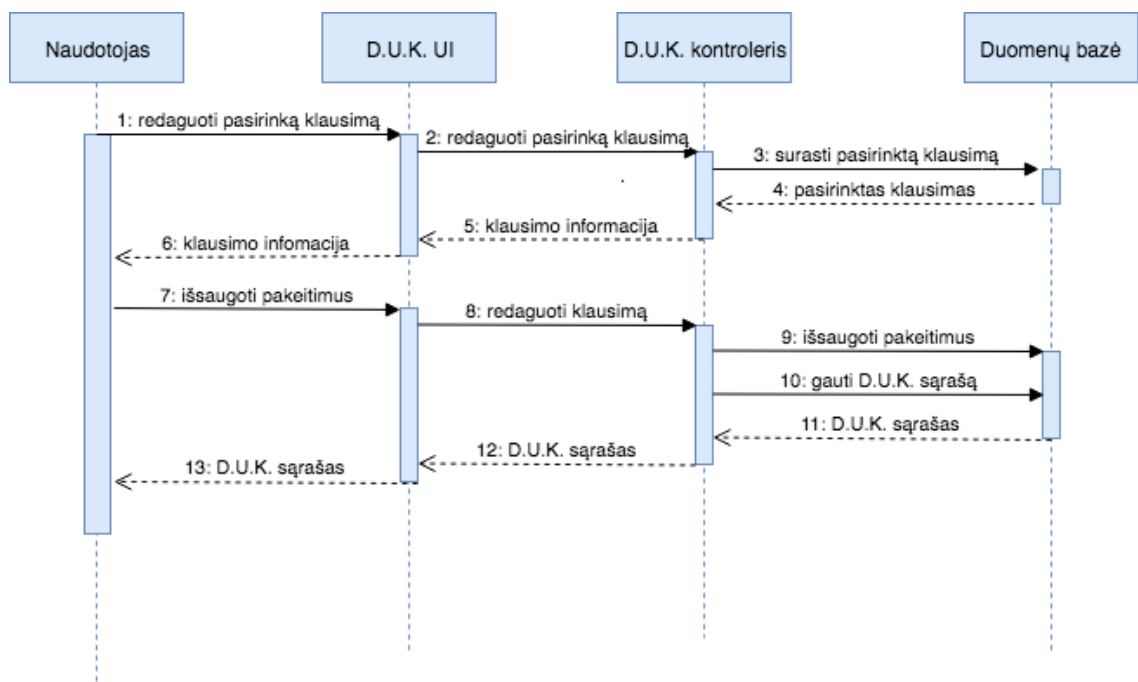 Naudotojas
D.U.K. UI
D.U.K. kontroleris
Duomenų bazė
1: redaguoti pasirinką klausimą
2: redaguoti pasirinką klausimą
3: surasti pasirinktą klausimą
4: pasirinktas klausimas
5: klausimo informacija
6: klausimo infomacija
7: išsaugoti pakeitimus
8: redaguoti klausimą
9: išsaugoti pakeitimus
10: gauti D.U.K. sąrašą
11: D.U.K. sąrašas
12: D.U.K. sąrašas
13: D.U.K. sąrašas